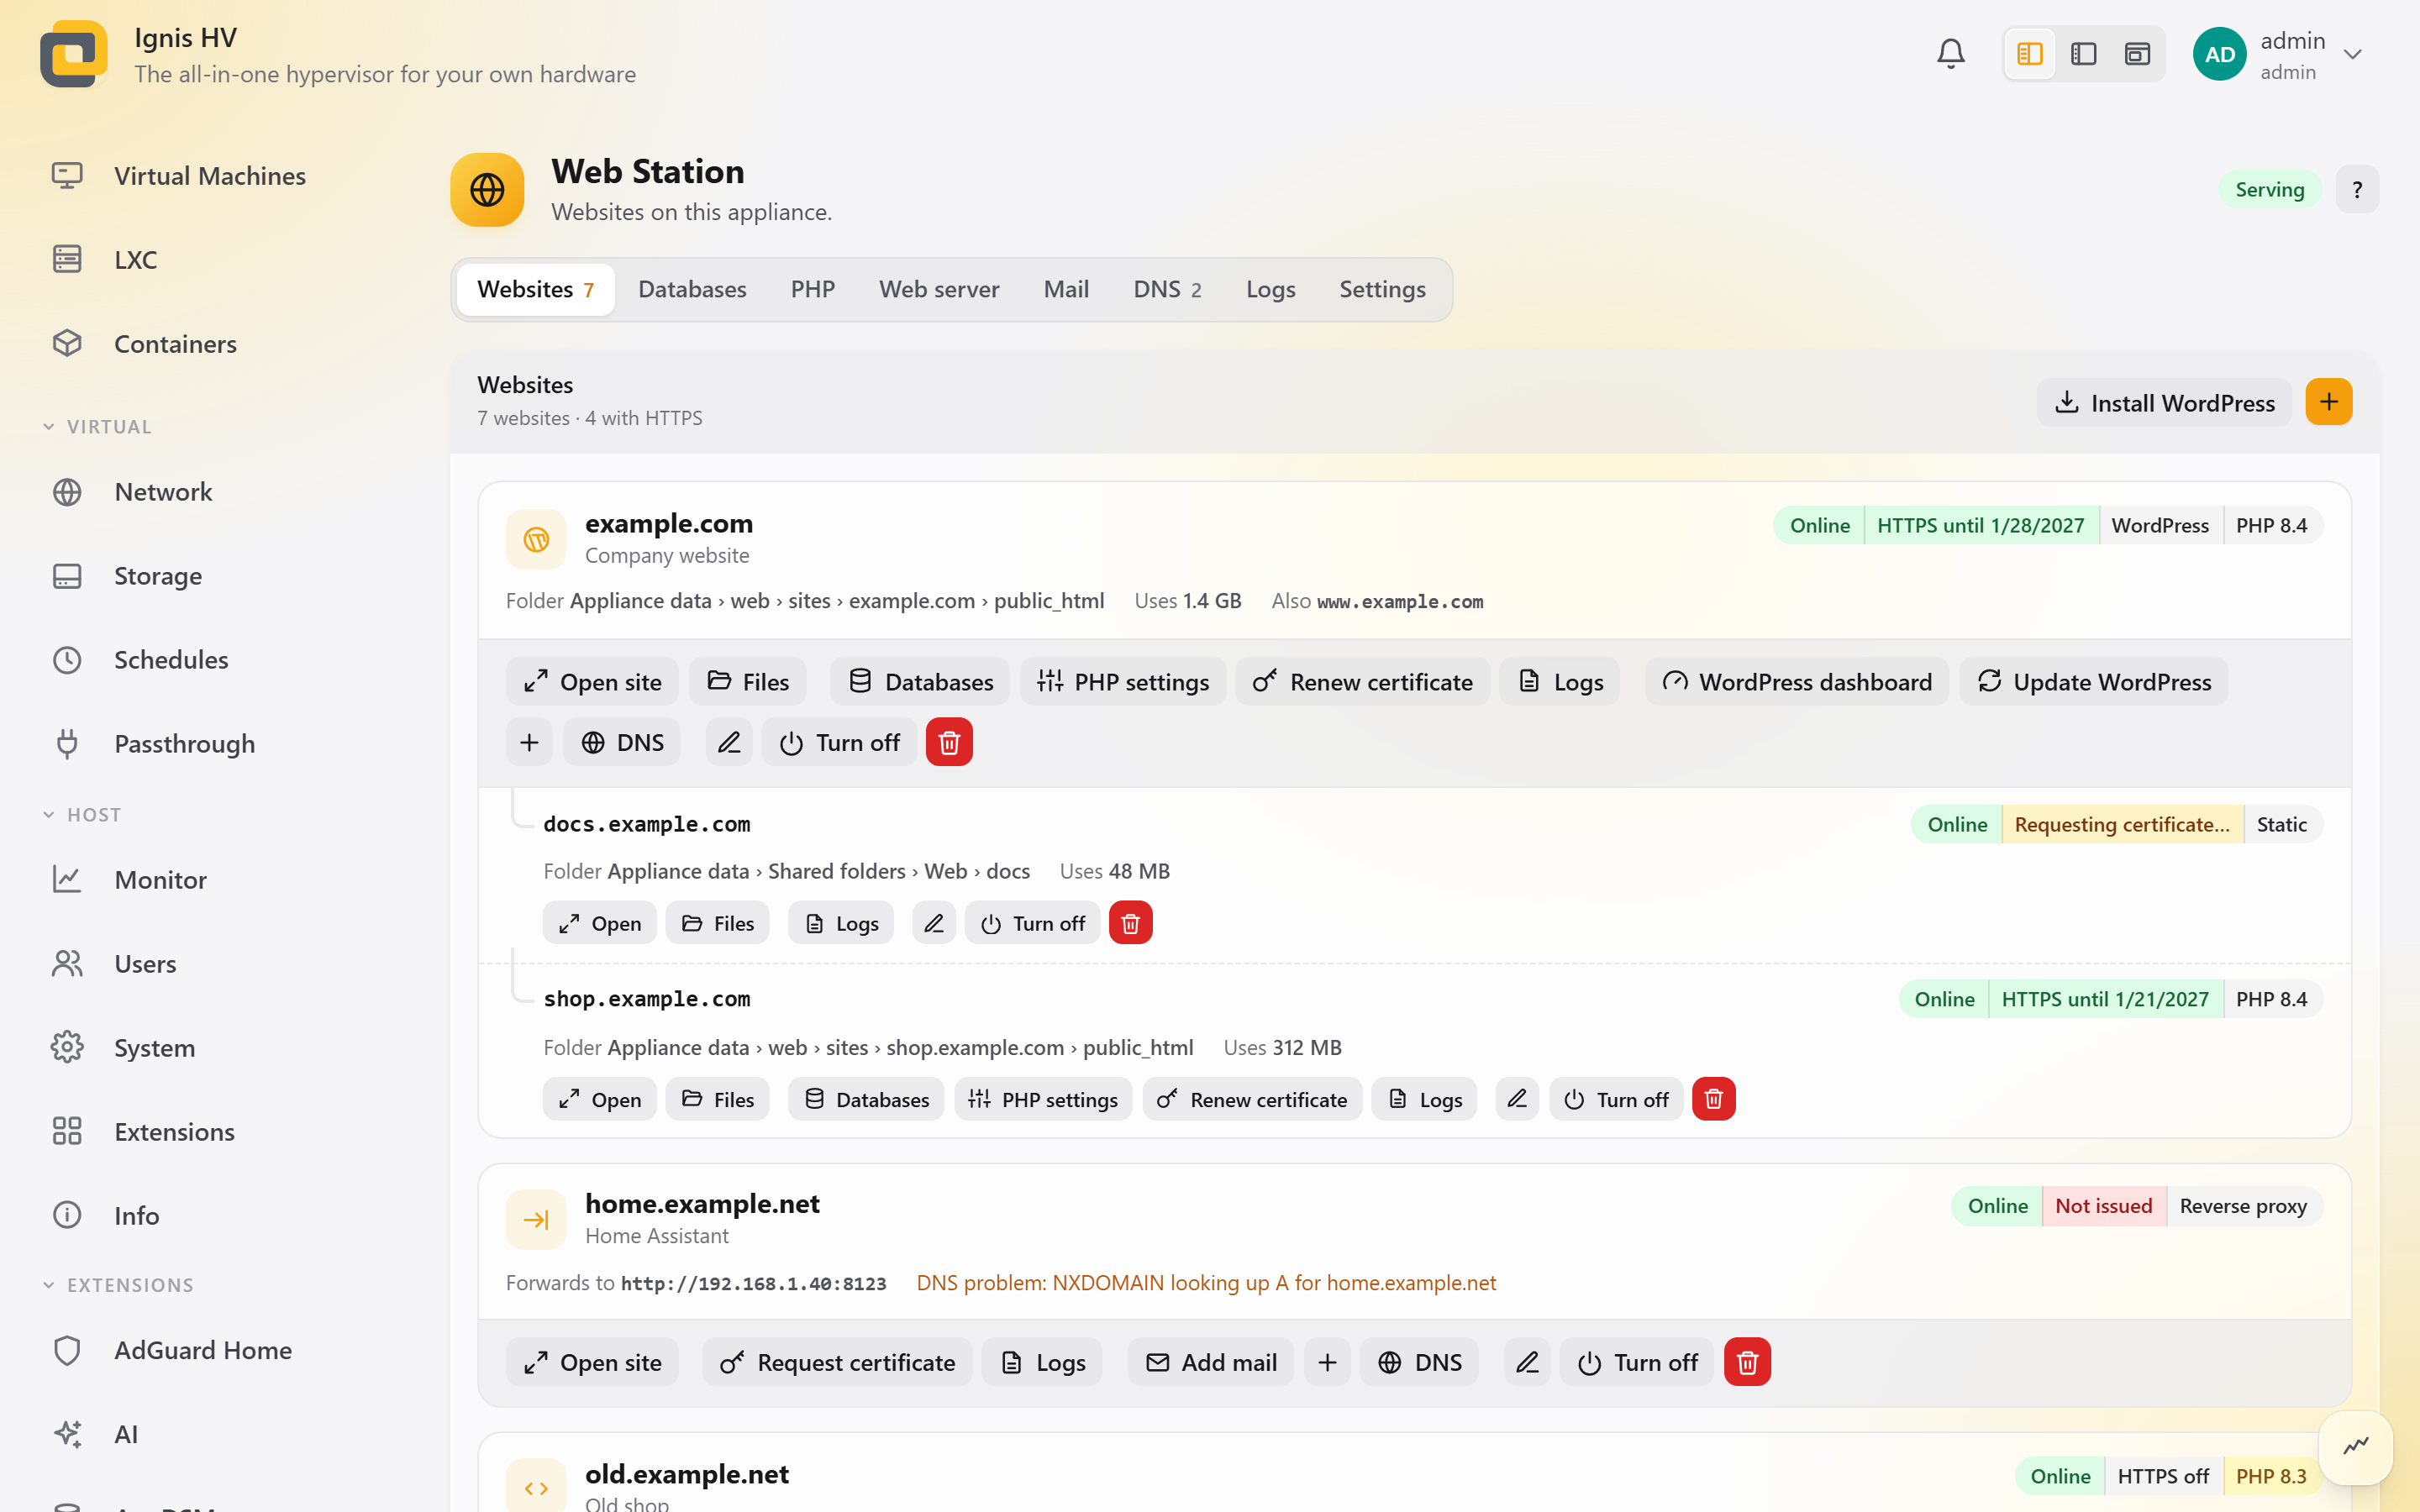 Ignis HV
The all-in-one hypervisor for your own hardware
AD
admin
admin
Virtual Machines
LXC
Containers
VIRTUAL
Network
Storage
Schedules
Passthrough
HOST
Monitor
Users
System
Extensions
Info
EXTENSIONS
AdGuard Home
AI
Web Station
Websites on this appliance.
Serving
?
Websites 7
Databases
PHP
Web server
Mail
DNS 2
Logs
Settings
Websites
7 websites · 4 with HTTPS
Install WordPress
example.com
Company website
Online
HTTPS until 1/28/2027
WordPress
PHP 8.4
Folder Appliance data › web › sites › example.com › public_html Uses 1.4 GB Also www.example.com
Open site
Files
Databases
PHP settings
Renew certificate
Logs
WordPress dashboard
Update WordPress
DNS
Turn off
docs.example.com
Online
Requesting certificate...
Static
Folder Appliance data › Shared folders › Web › docs Uses 48 MB
Open
Files
Logs
Turn off
shop.example.com
Online
HTTPS until 1/21/2027
PHP 8.4
Folder Appliance data › web › sites › shop.example.com › public_html Uses 312 MB
Open
Files
Databases
PHP settings
Renew certificate
Logs
Turn off
home.example.net
Home Assistant
Online
Not issued
Reverse proxy
Forwards to http://192.168.1.40:8123 DNS problem: NXDOMAIN looking up A for home.example.net
Open site
Request certificate
Logs
Add mail
DNS
Turn off
old.example.net
Old shop
Online
HTTPS off
PHP 8.3